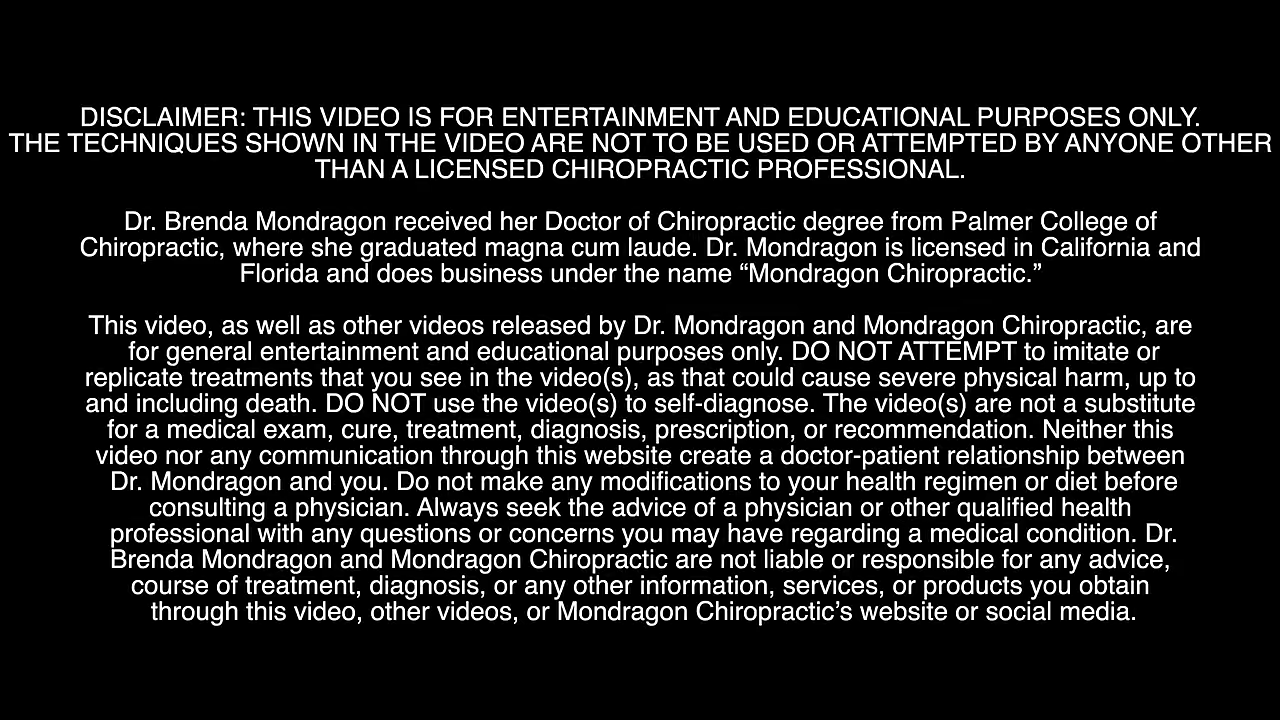 DISCLAIMER: THIS VIDEO IS FOR ENTERTAINMENT AND EDUCATIONAL PURPOSES ONLY.
THE TECHNIQUES SHOWN IN THE VIDEO ARE NOT TO BE USED OR ATTEMPTED BY ANYONE OTHER
THAN A LICENSED CHIROPRACTIC PROFESSIONAL.
Dr. Brenda Mondragon received her Doctor of Chiropractic degree from Palmer College of
Chiropractic, where she graduated magna cum laude. Dr. Mondragon is licensed in California and
Florida and does business under the name “Mondragon Chiropractic.”
This video, as well as other videos released by Dr. Mondragon and Mondragon Chiropractic, are
for general entertainment and educational purposes only. DO NOT ATTEMPT to imitate or
replicate treatments that you see in the video(s), as that could cause severe physical harm, up to
and including death. DO NOT use the video(s) to self-diagnose. The video(s) are not a substitute
for a medical exam, cure, treatment, diagnosis, prescription, or recommendation. Neither this
video nor any communication through this website create a doctor-patient relationship between
Dr. Mondragon and you. Do not make any modifications to your health regimen or diet before
consulting a physician. Always seek the advice of a physician or other qualified health
professional with any questions or concerns you may have regarding a medical condition. Dr.
Brenda Mondragon and Mondragon Chiropractic are not liable or responsible for any advice,
course of treatment, diagnosis, or any other information, services, or products you obtain
through this video, other videos, or Mondragon Chiropractic’s website or social media.